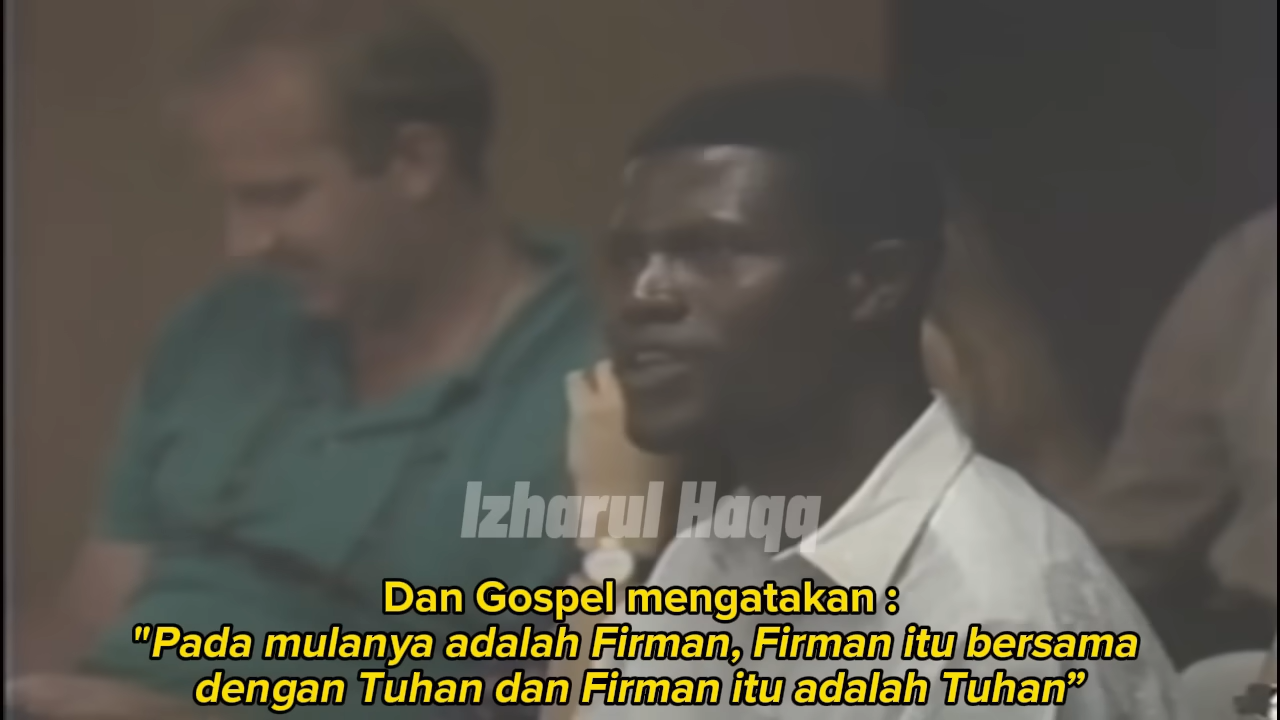 Izharul Haqq
Dan Gospel mengatakan :
"Pada mulanya adalah Firman, Firman itu bersama
dengan Tuhan dan Firman itu adalah Tuhan”